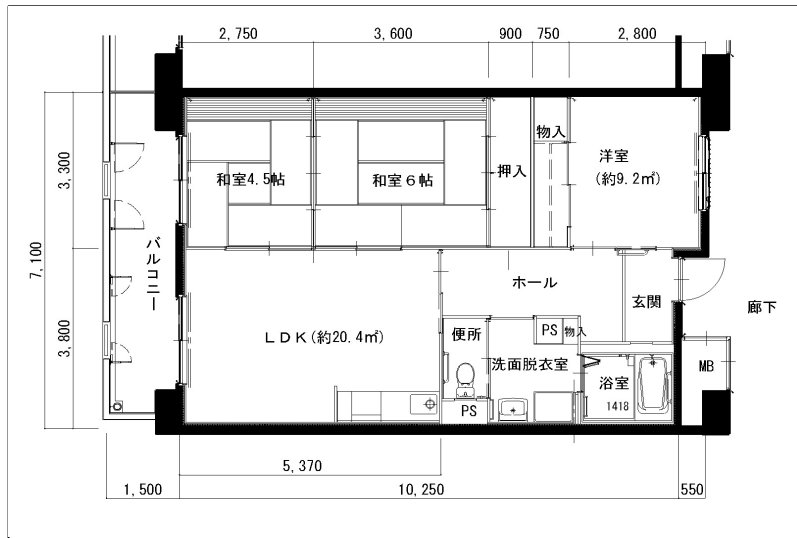 2,750
3,600
900
750
2,800
3,300
7,100
3,800
和室4.5帖
和室６帖
押入
物入
洋室
(約9.2㎡)
バルコニー
ホール
玄関
廊下
ＬＤＫ(約20.4㎡)
便所
PS
物入
洗面脱衣室
浴室
1418
MB
PS
5,370
1,500
10,250
550